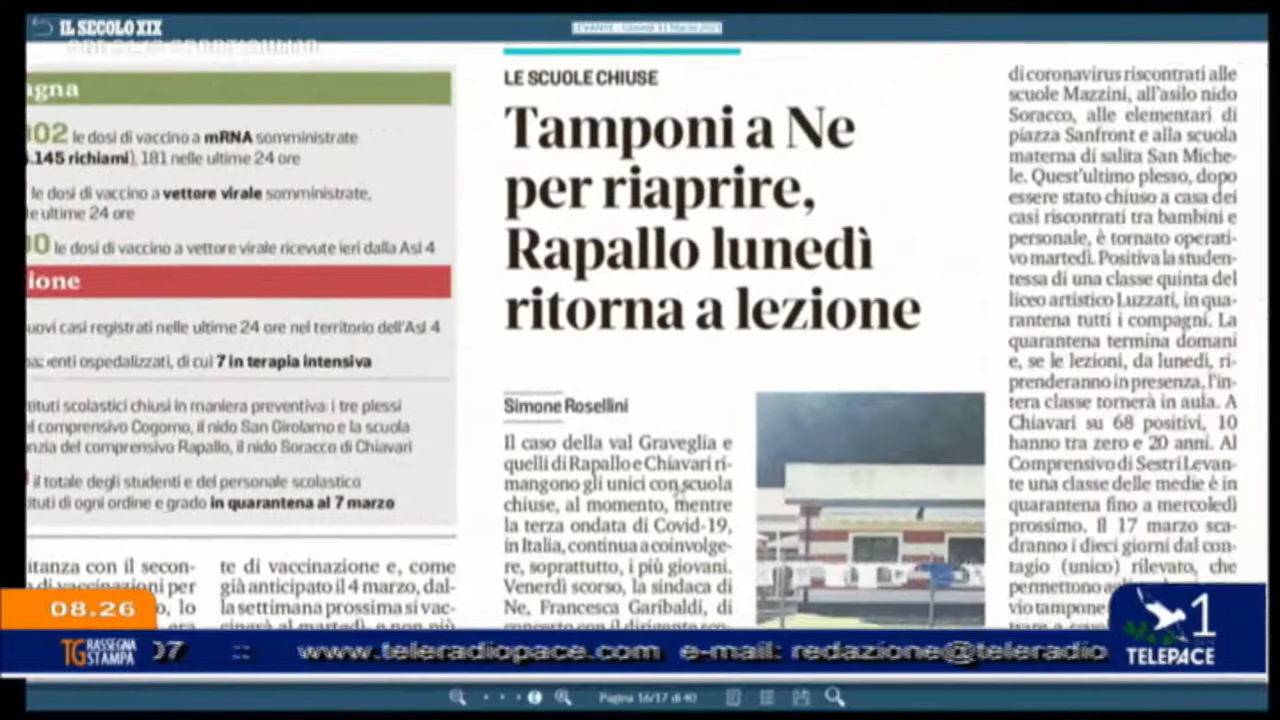 IL SECOLO XIX
agna
02 le dosi di vaccino a mRNA somministrate
.145 richiami), 181 nelle ultime 24 ore
le dosi di vaccino a vettore virale somministrate,
le ultime 24 ore
0 le dosi di vaccino a vettore virale ricevute ieri dalla Asl 4
ione
uovi casi registrati nelle ultime 24 ore nel territorio dell'Asl 4
ospedalizzati, di cui 7 in terapia intensiva
tituti scolastici chiusi in maniera preventiva: i tre plessi
comprensivo Cogorno, il nido San Girolamo e la scuola
nzia del comprensivo Rapallo, il nido Soracco di Chiavari
il totale degli studenti e del personale scolastico
tituti di ogni ordine e grado in quarantena al 7 marzo
itanza con il secon-
di vaccinazioni per
lo
te di vaccinazione e, come
già anticipato il 4 marzo, dal-
la settimana prossima si vac-
LE SCUOLE CHIUSE
Tamponi a Ne
per riaprire,
Rapallo lunedì
ritorna a lezione
Simone Rosellini
Il caso della val Graveglia e
quelli di Rapallo e Chiavari ri-
mangono gli unici con scuola
chiuse, al momento, mentre
la terza ondata di Covid-19,
in Italia, continua a coinvolge-
re, soprattutto, i più giovani.
Venerdì scorso, la sindaca di
Ne, Francesca Garibaldi, di
di coronavirus riscontrati alle
scuole Mazzini, all'asilo nido
Soracco, alle elementari di
piazza Sanfront e alla scuola
materna di salita San Miche-
le. Quest'ultimo plesso, dopo
essere stato chiuso a casa dei
casi riscontrati tra bambini e
personale, è tornato operati-
vo martedì. Positiva la studen-
tessa di una classe quinta del
liceo artistico Luzzati, in qua-
rantena tutti i compagni. La
quarantena termina domani
e, se le lezioni, da lunedì, ri-
prenderanno in presenza, l'in-
tera classe tornerà in aula. A
Chiavari su 68 positivi, 10
hanno tra zero e 20 anni. Al
Comprensivo di Sestri Levan-
te una classe delle medie è in
quarantena fino a mercoledì
prossimo. Il 17 marzo sca-
dranno i dieci giorni dal con-
tagio (unico) rilevato, che
permettono
vio tampone
08.26
TG RASSEGNA STAMPA
07 :: www.teleradiopace.com e-mail: redazione@teleradio
1
TELEPACE
Pagina 16/17 di 40